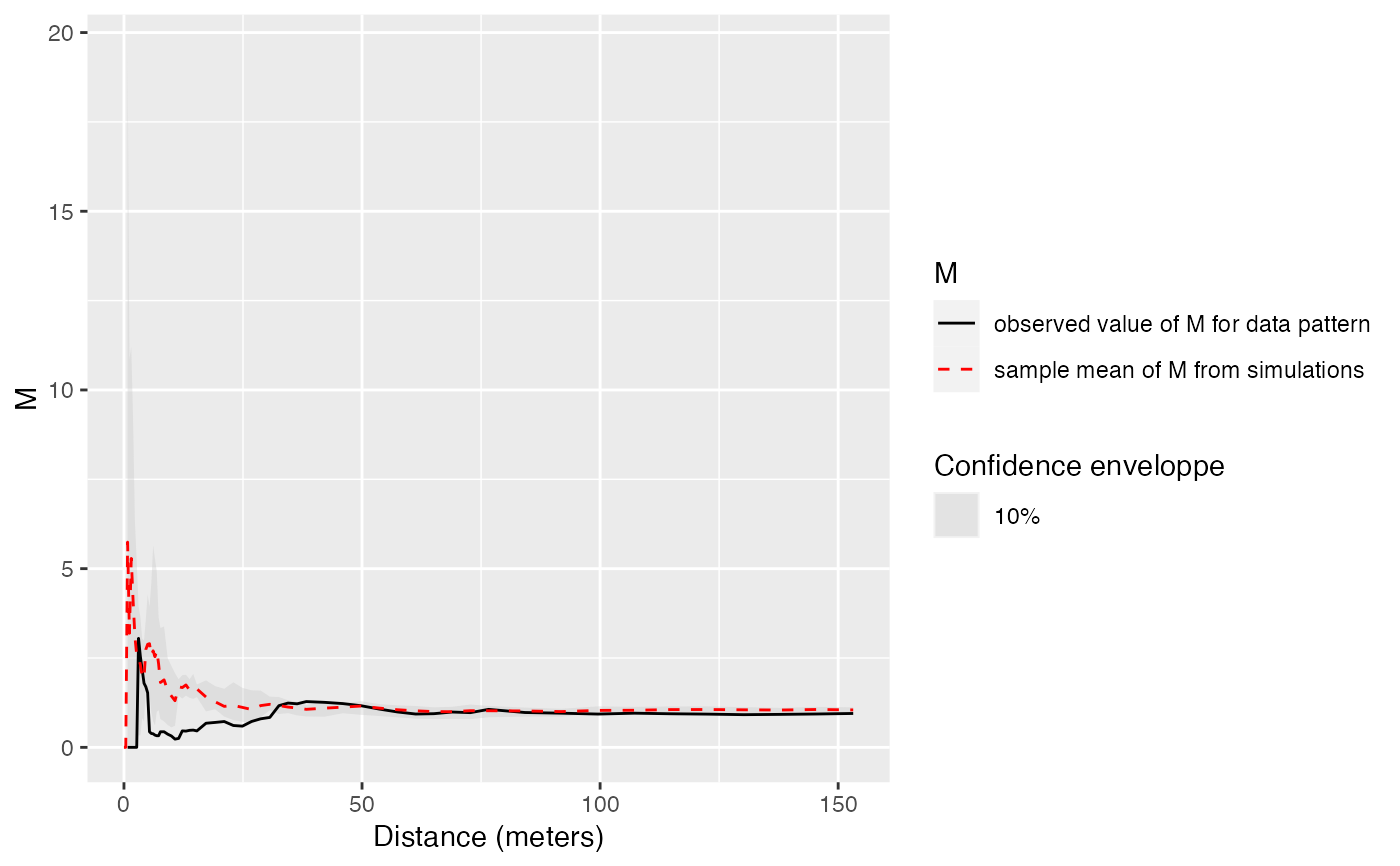 20
15
10
5
0
M
0
50
100
150
Distance (meters)
M
observed value of M for data pattern
sample mean of M from simulations
Confidence enveloppe
10%